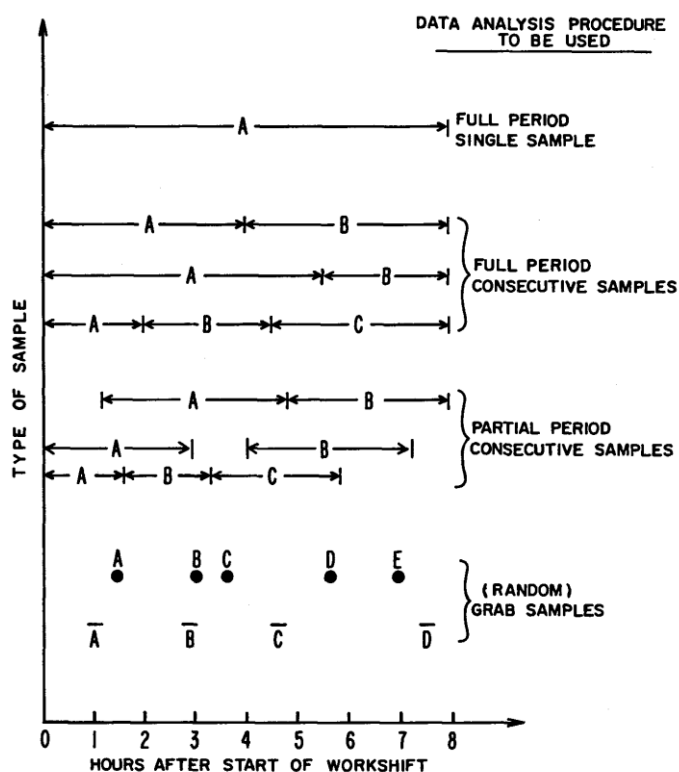 DATA ANALYSIS PROCEDURE
TO BE USED
A
FULL PERIOD
SINGLE SAMPLE
A B
A B
A B C
FULL PERIOD
CONSECUTIVE SAMPLES
A B
A B
A B C
PARTIAL PERIOD
CONSECUTIVE SAMPLES
A B C D E
A B C D
(RANDOM)
GRAB SAMPLES
TYPE OF SAMPLE
0 1 2 3 4 5 6 7 8
HOURS AFTER START OF WORKSHIFT